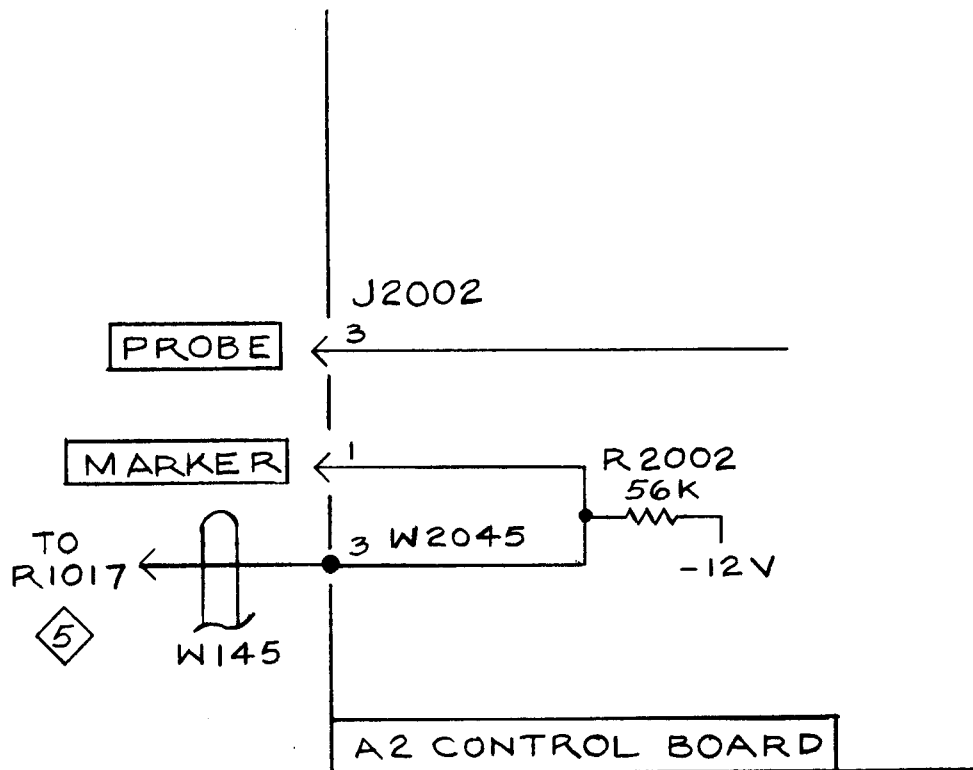 J2002
PROBE
3
MARKER
1
R2002
56K
-12V
TO
R1017
3
W2045
5
W145
A2 CONTROL BOARD